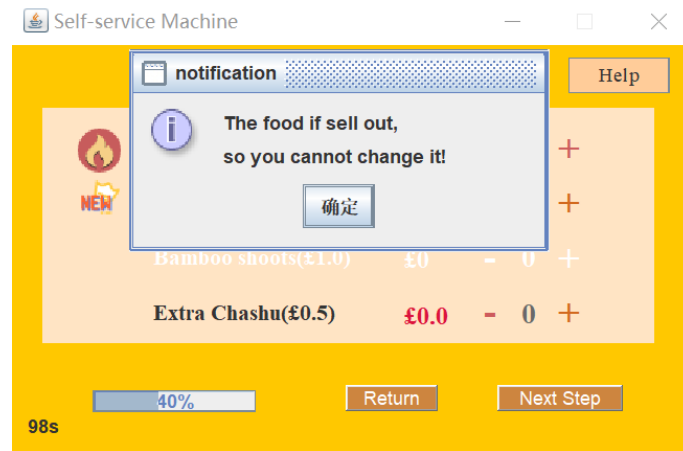 Self-service Machine
notification
Help
The food if sell out,
so you cannot change it!
+
NEW
+
确定
Bamboo shoots(£1.0) £0 - 0 +
Extra Chashu(£0.5) £0.0 - 0 +
40%
Return
Next Step
98s